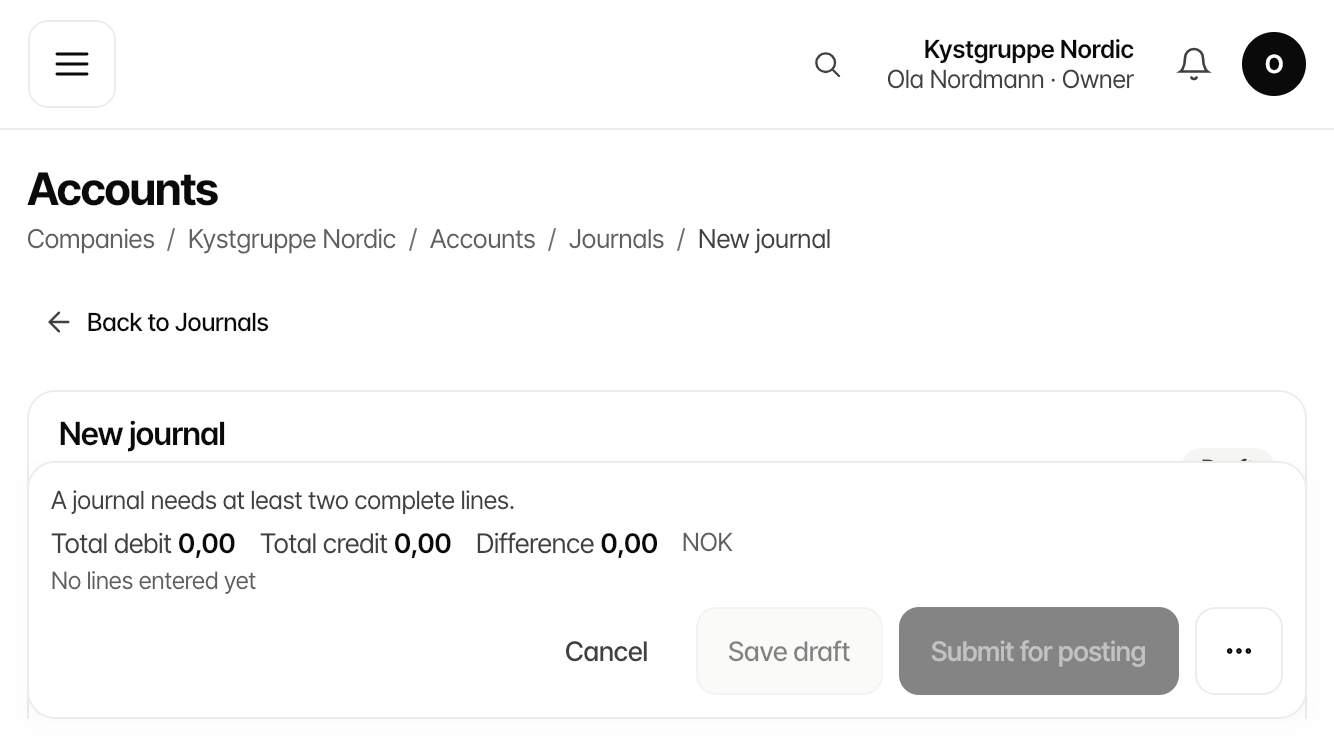 Kystgruppe Nordic
Ola Nordmann · Owner
O
Accounts
Companies / Kystgruppe Nordic / Accounts / Journals / New journal
Back to Journals
New journal
A journal needs at least two complete lines.
Total debit 0,00 Total credit 0,00 Difference 0,00 NOK
No lines entered yet
Cancel Save draft Submit for posting